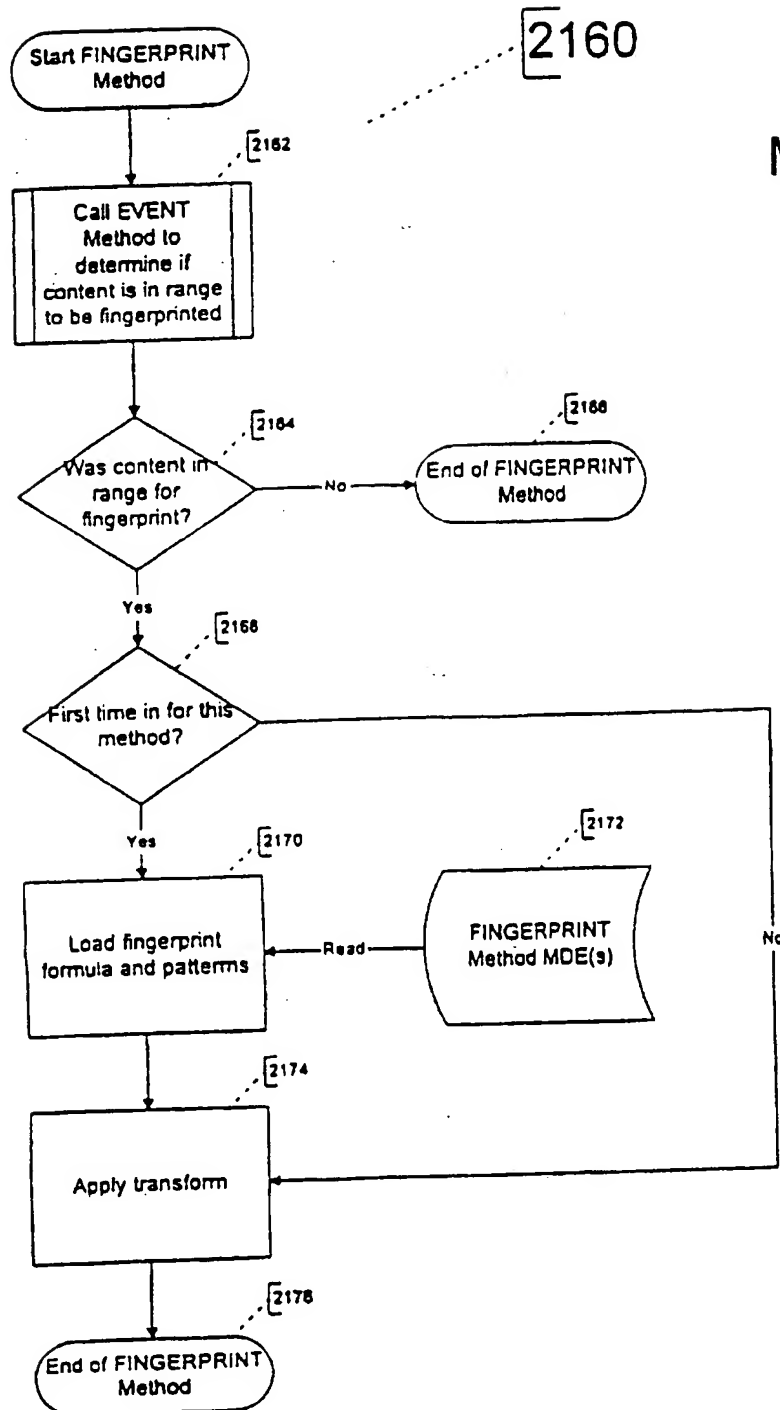 Start FINGERPRINT
Method
2160
2162
Call EVENT
Method to
determine if
content is in range
to be fingerprinted
2164
Was content in
range for
fingerprint?
No
2166
End of FINGERPRINT
Method
Yes
2168
First time in for this
method?
No
Yes
2170
Load fingerprint
formula and patterns
Read
2172
FINGERPRINT
Method MDE(s)
2174
Apply transform
2178
End of FINGERPRINT
Method